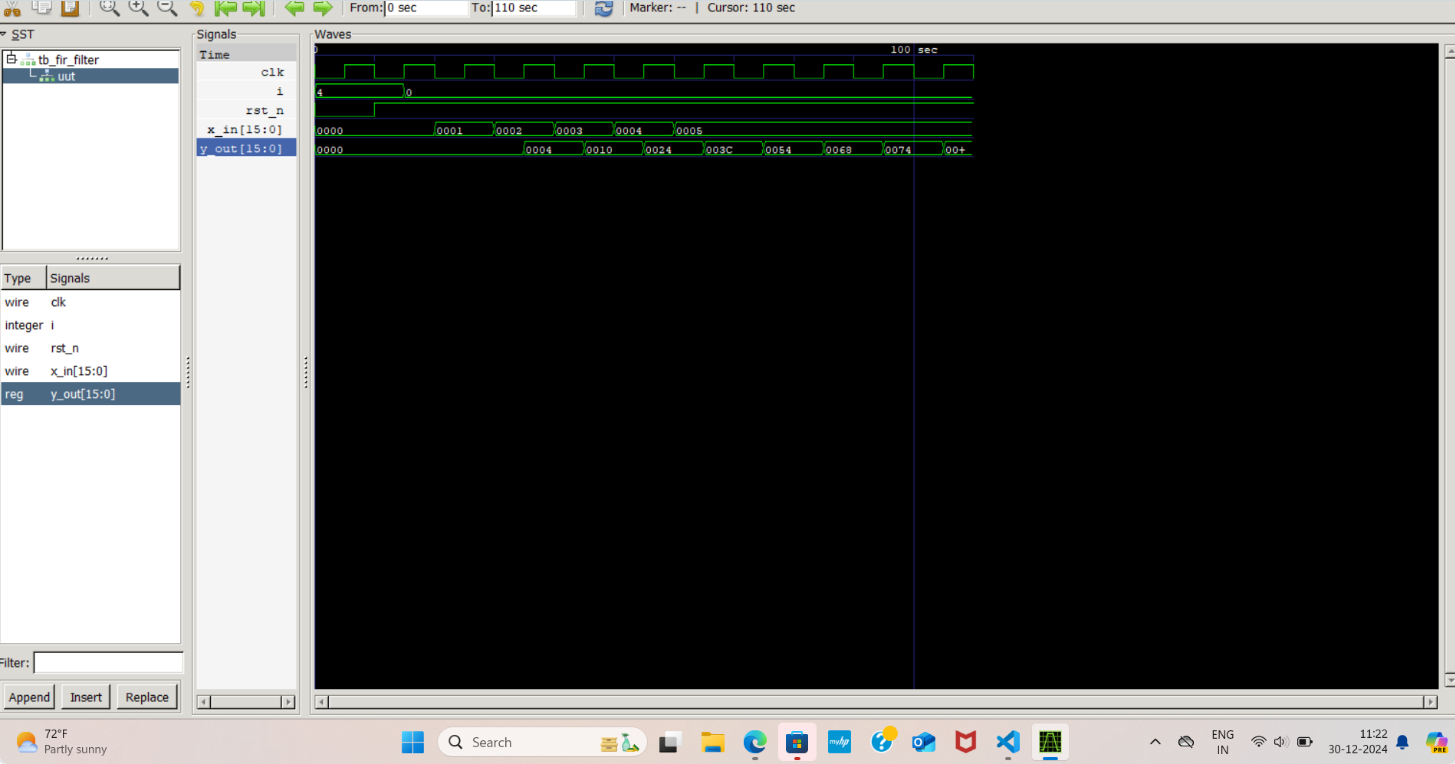 From: 0 sec To: 110 sec Marker: -- | Cursor: 110 sec
SST
tb_fir_filter
uut
Type Signals
wire clk
integer i
wire rst_n
wire x_in[15:0]
reg y_out[15:0]
Filter:
Append Insert Replace
Signals
Time
clk
i
rst_n
x_in[15:0]
y_out[15:0]
Waves
0 100 sec
4 0
0000 0001 0002 0003 0004 0005
0000 0004 0010 0024 003C 0054 0068 0074 00+
72°F
Partly sunny
Search
myhp
ENG
IN
11:22
30-12-2024
PRE